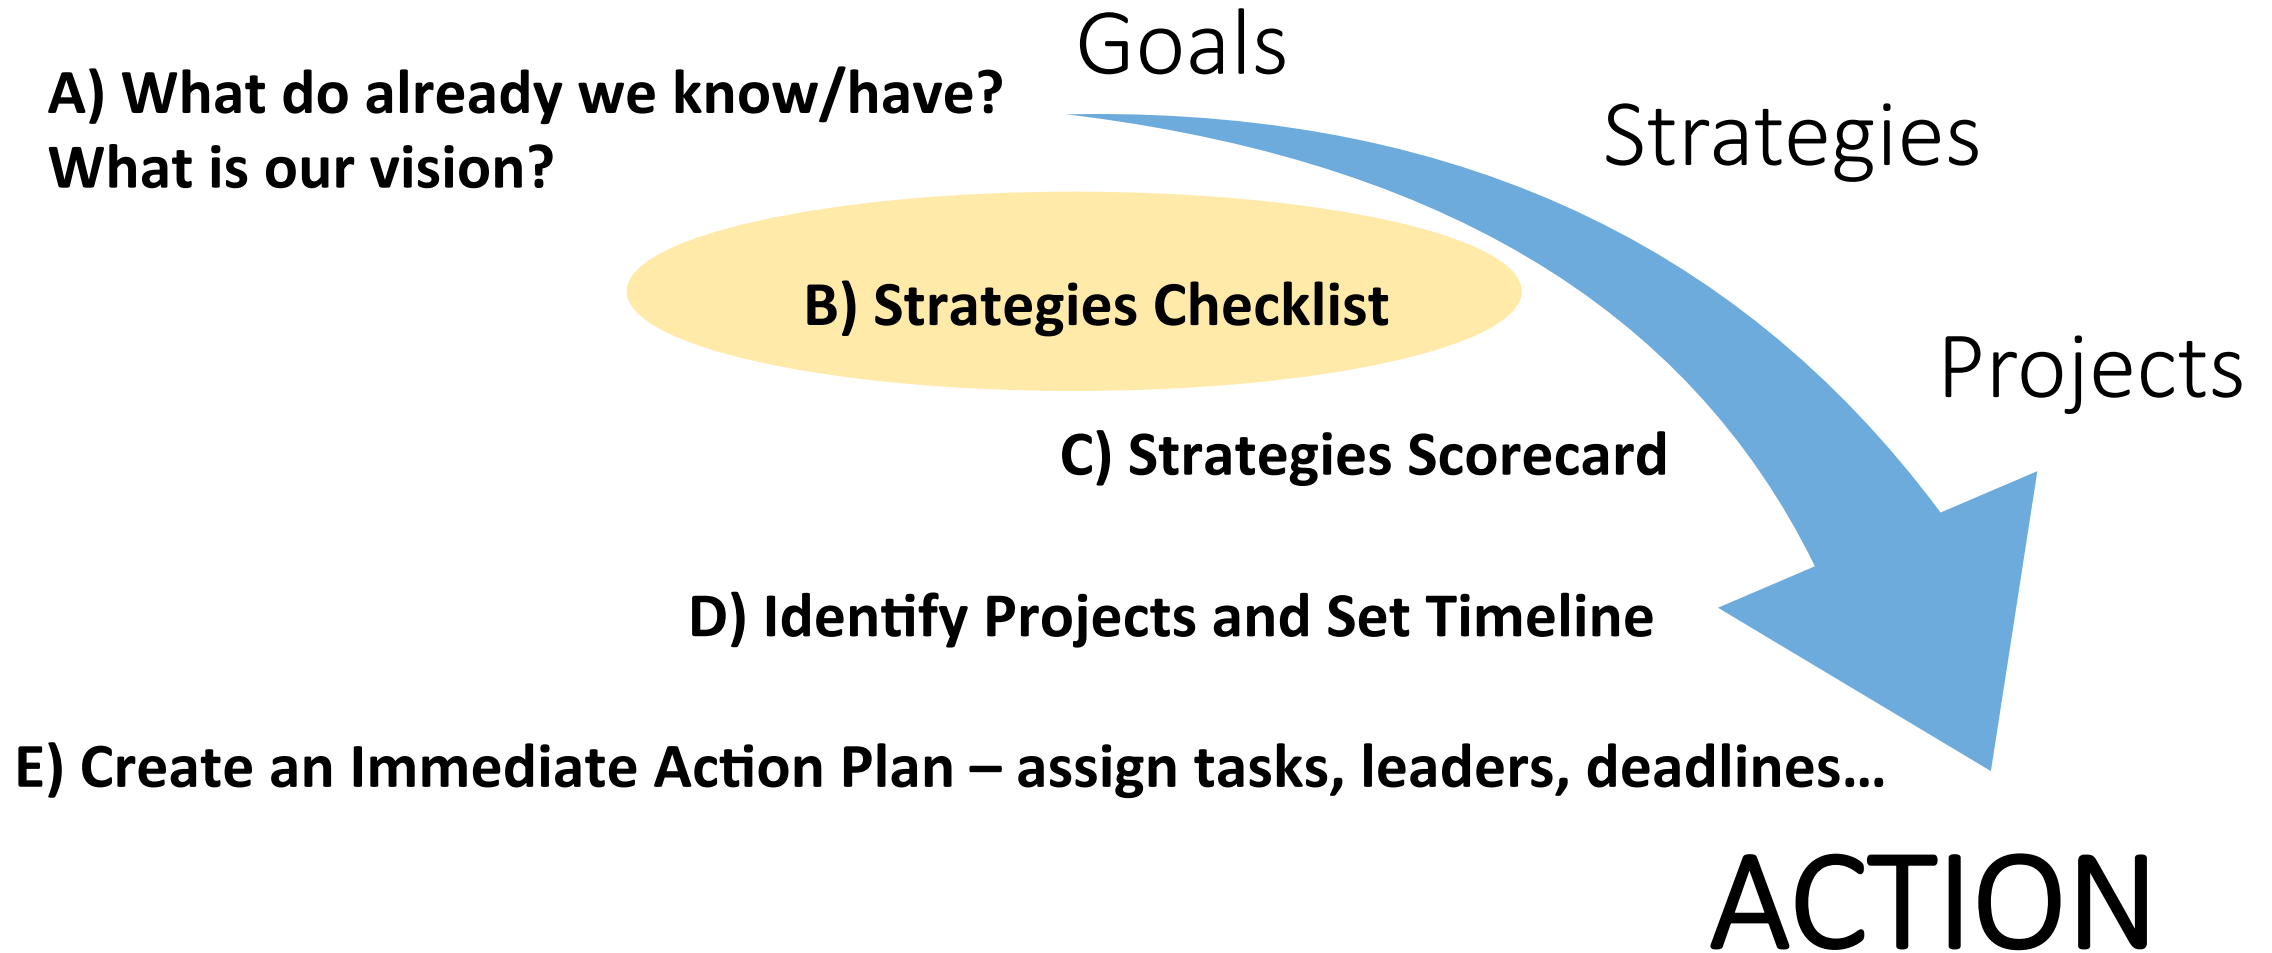 Goals
A) What do already we know/have?
What is our vision?
Strategies
B) Strategies Checklist
Projects
C) Strategies Scorecard
D) Identify Projects and Set Timeline
E) Create an Immediate Action Plan – assign tasks, leaders, deadlines…
ACTION